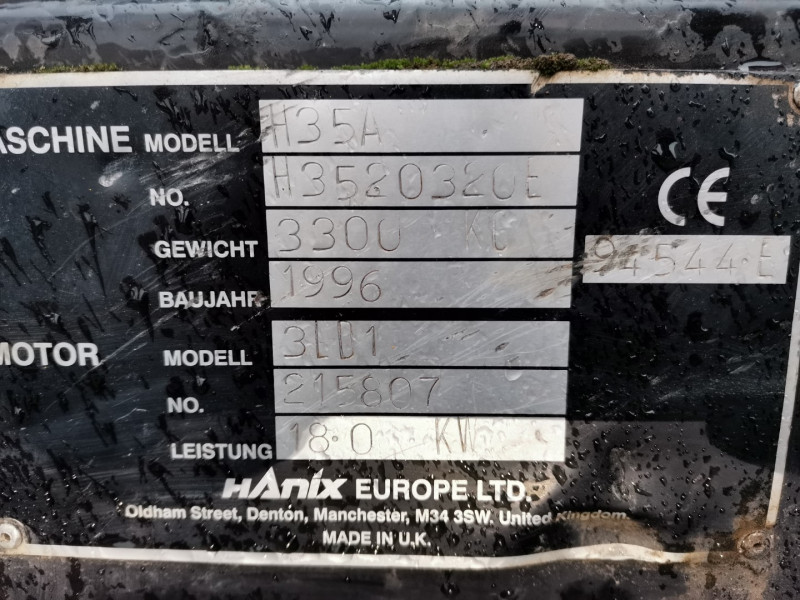 ASCHINE MODELL H35A
NO. H3520320E
GEWICHT 3300 KG
CE
94544·E
BAUJAHR 1996
MOTOR MODELL 3LD1
NO. 215807
LEISTUNG 18·0 KW
HANIX EUROPE LTD.
Oldham Street, Denton, Manchester, M34 3SW. United Kingdom.
MADE IN U.K.